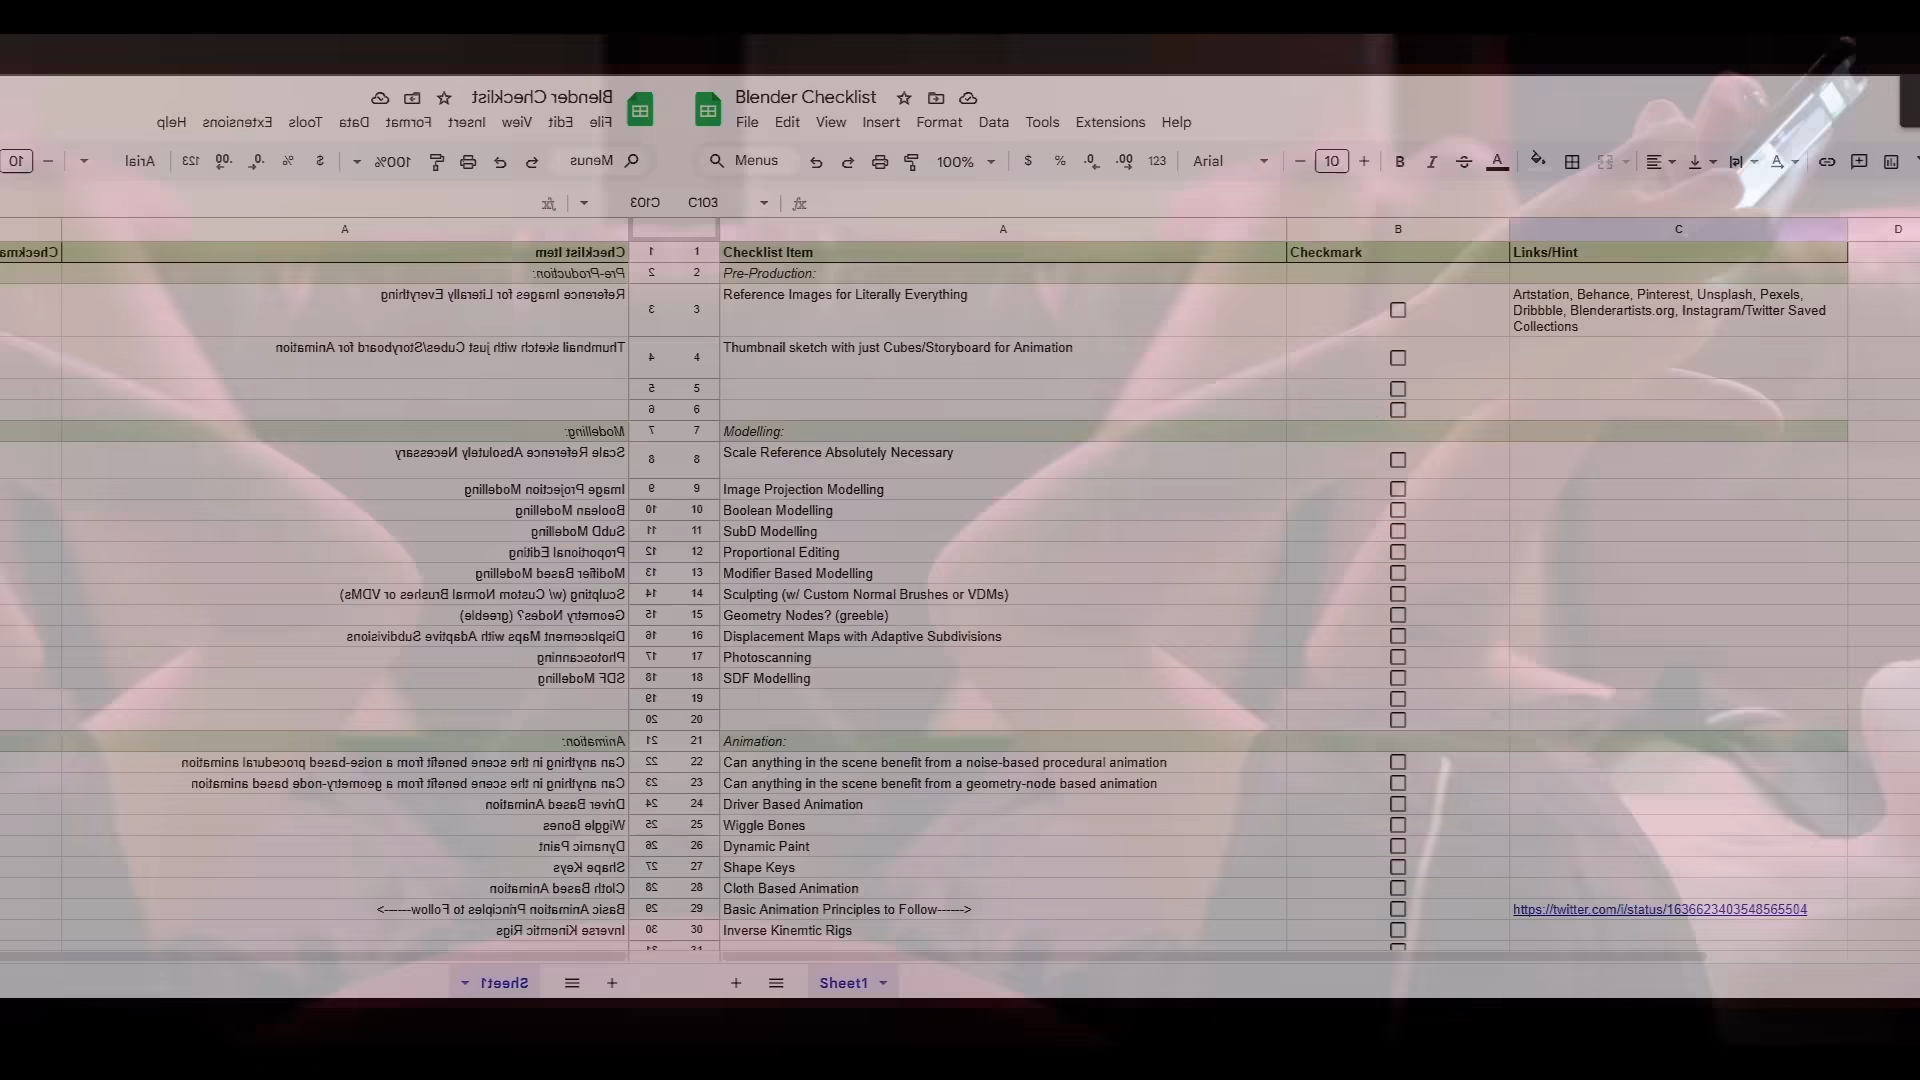 Blender Checklist
File Edit View Insert Format Data Tools Extensions Help
Menus 100% $ % .0 .00 123 Arial 10 B I A
C103
A B C D
1 Checklist Item Checkmark Links/Hint
2 Pre-Production:
3 Reference Images for Literally Everything Artstation, Behance, Pinterest, Unsplash, Pexels,
Dribbble, Blenderartists.org, Instagram/Twitter Saved
Collections
4 Thumbnail sketch with just Cubes/Storyboard for Animation
5
6
7 Modelling:
8 Scale Reference Absolutely Necessary
9 Image Projection Modelling
10 Boolean Modelling
11 SubD Modelling
12 Proportional Editing
13 Modifier Based Modelling
14 Sculpting (w/ Custom Normal Brushes or VDMs)
15 Geometry Nodes? (greeble)
16 Displacement Maps with Adaptive Subdivisions
17 Photoscanning
18 SDF Modelling
19
20
21 Animation:
22 Can anything in the scene benefit from a noise-based procedural animation
23 Can anything in the scene benefit from a geometry-node based animation
24 Driver Based Animation
25 Wiggle Bones
26 Dynamic Paint
27 Shape Keys
28 Cloth Based Animation
29 Basic Animation Principles to Follow------> https://twitter.com/i/status/1636623403548565504
30 Inverse Kinemtic Rigs
31
Sheet1